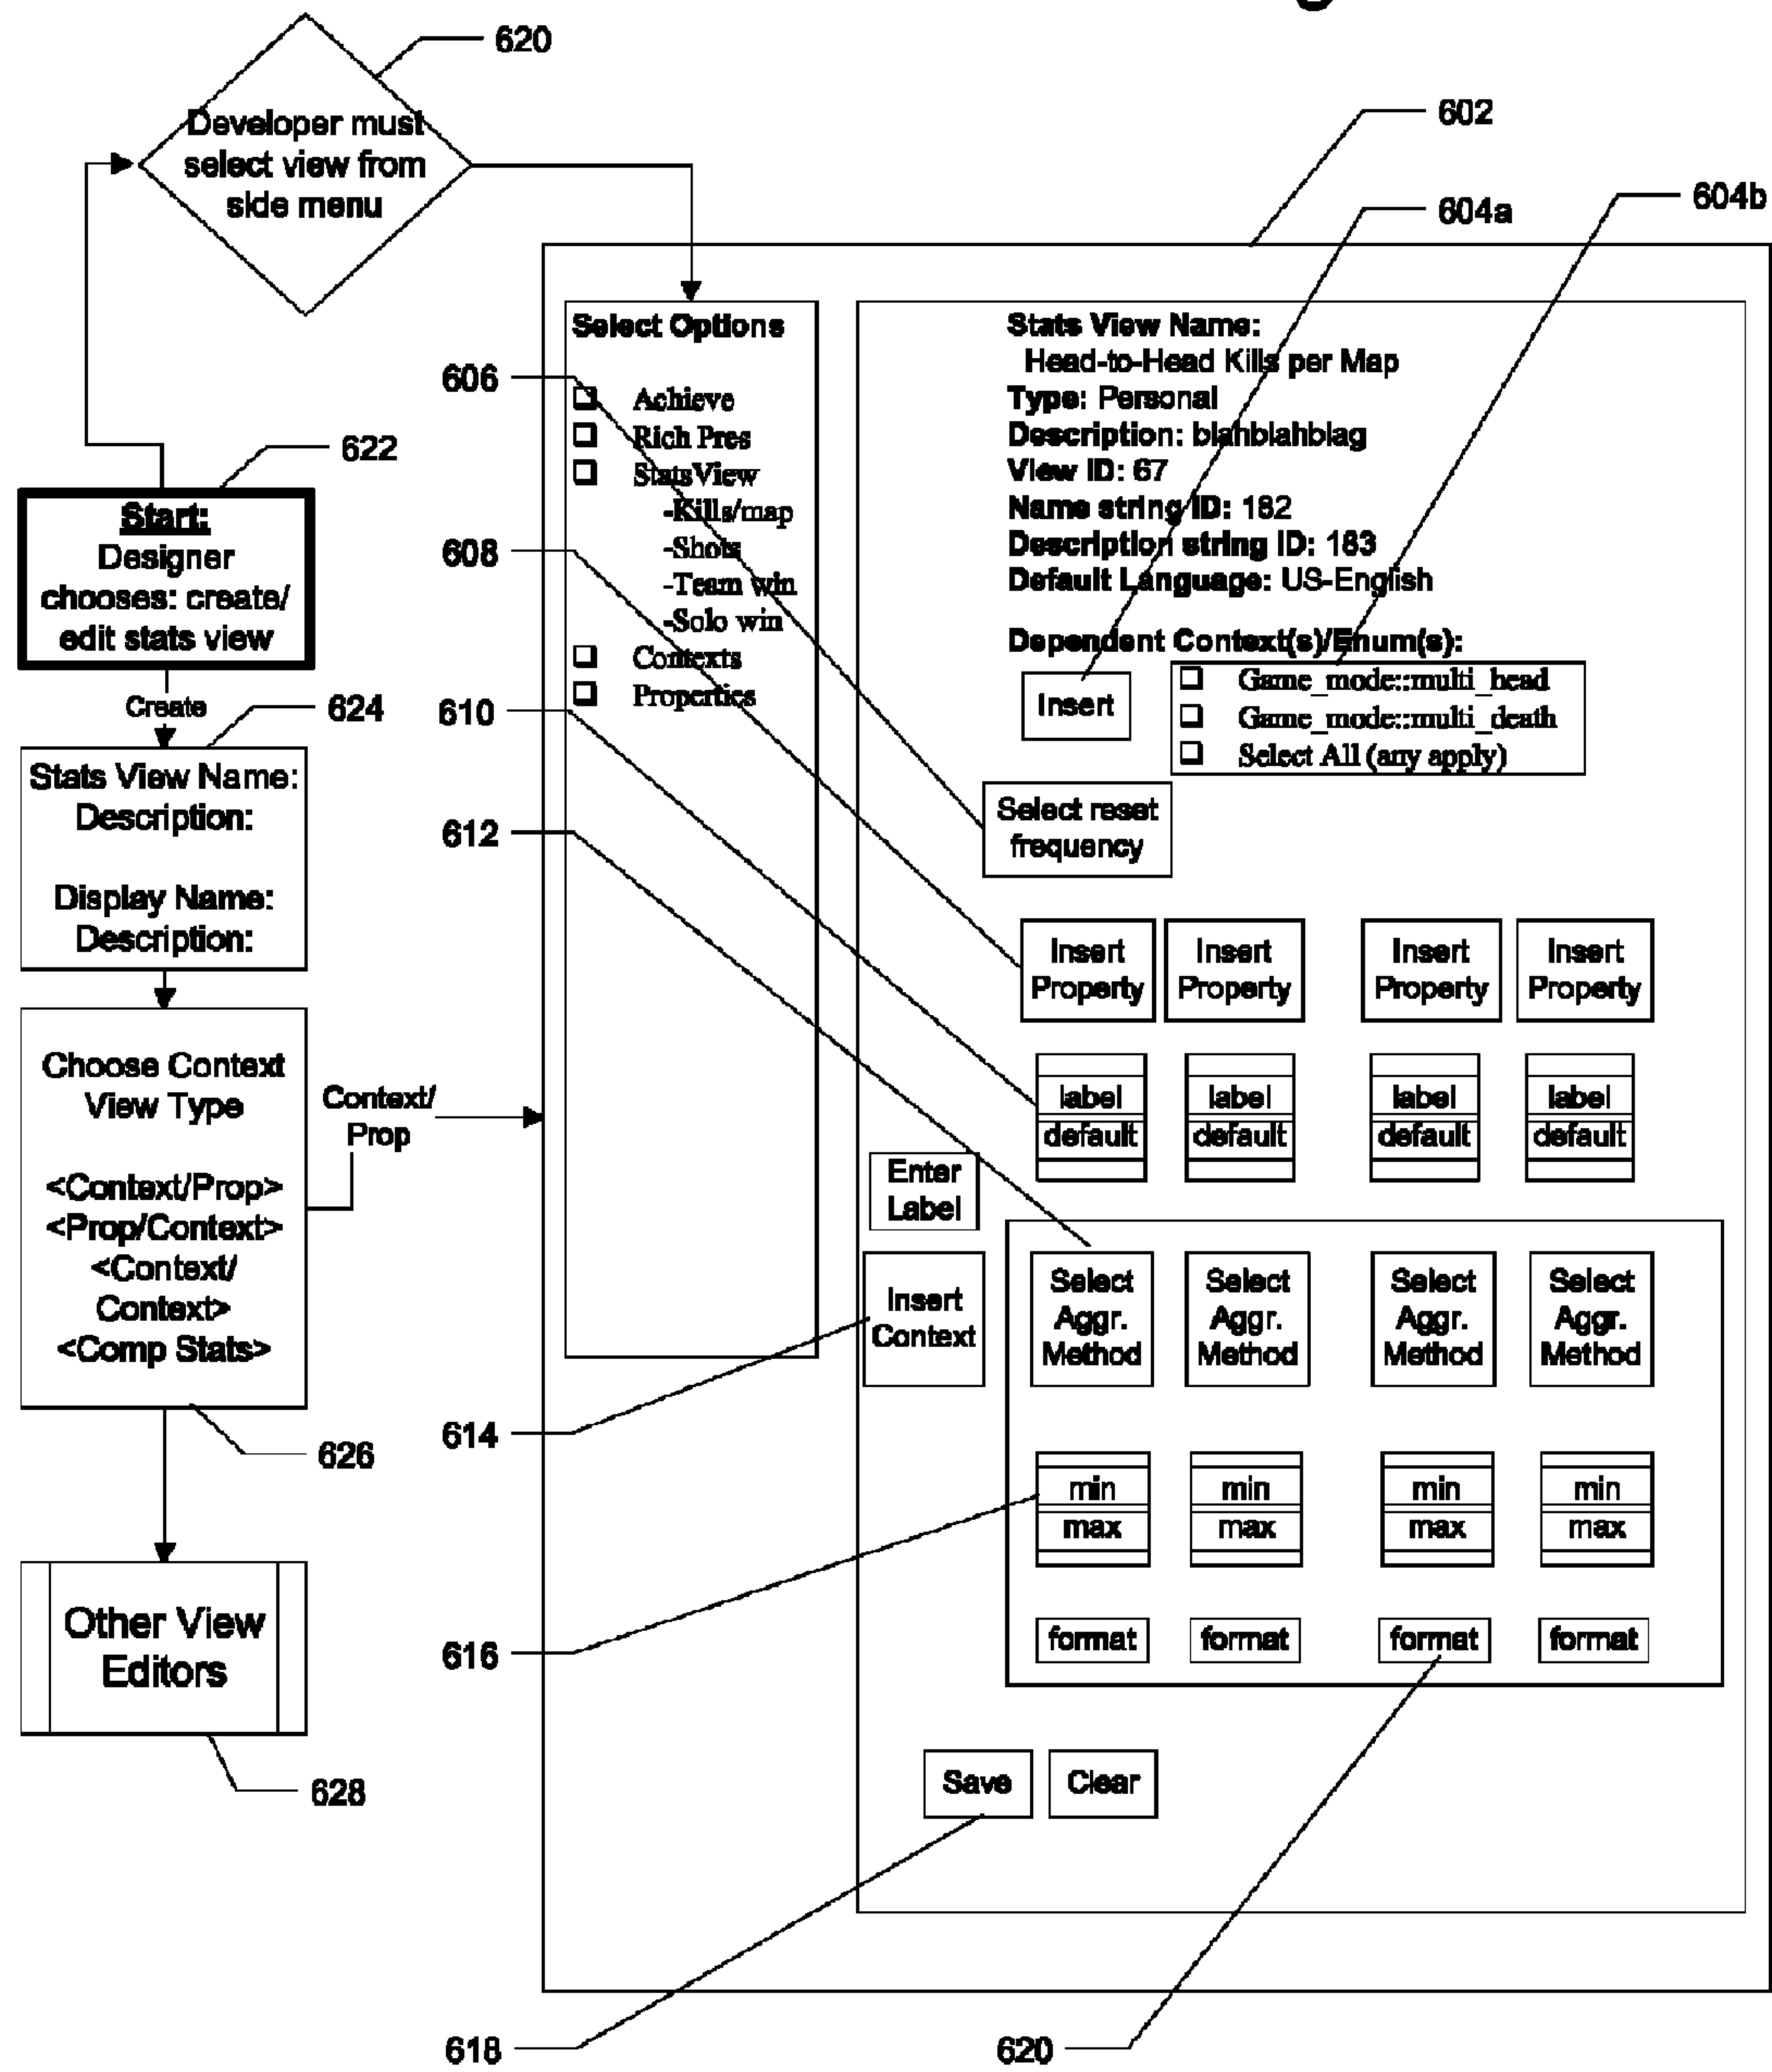 620
Developer must
select view from
side menu
602
604a
604b
Select Options
Achieve
Rich Pres
StatsView
-Kills/map
-Shots
-Team win
-Solo win
Contexts
Properties
Stats View Name:
Head-to-Head Kills per Map
Type: Personal
Description: blahblahblag
View ID: 67
Name string ID: 182
Description string ID: 183
Default Language: US-English
Dependent Context(s)/Enum(s):
Insert
Game_mode::multi_head
Game_mode::multi_death
Select All (any apply)
606
622
Start:
Designer
chooses: create/
edit stats view
608
Create
624
610
Stats View Name:
Description:
Display Name:
Description:
612
Select reset
frequency
Insert
Property
Insert
Property
Insert
Property
Insert
Property
Choose Context
View Type
<Context/Prop>
<Prop/Context>
<Context/
Context>
<Comp Stats>
Context/
Prop
label
default
label
default
label
default
label
default
Enter
Label
Insert
Context
Select
Aggr.
Method
Select
Aggr.
Method
Select
Aggr.
Method
Select
Aggr.
Method
614
626
min
max
min
max
min
max
min
max
Other View
Editors
616
format
format
format
format
628
Save
Clear
618
620